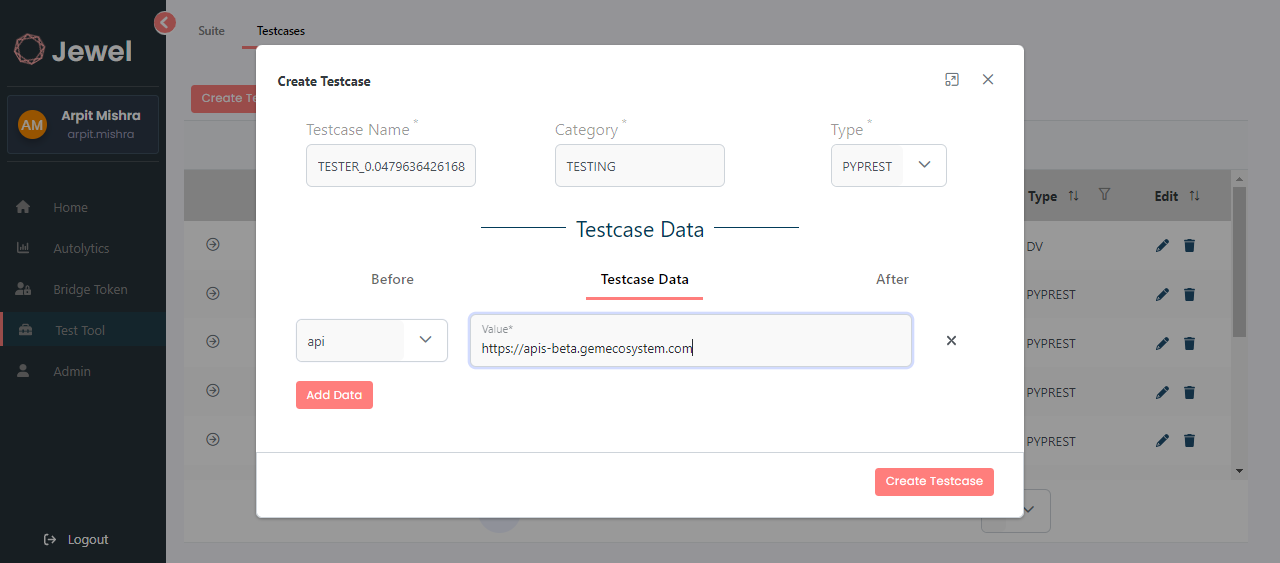 Jewel
AM
Arpit Mishra
arpit.mishra
Home
Autolytics
Bridge Token
Test Tool
Admin
Logout
Suite
Testcases
Create Te
Type
Edit
DV
PYPREST
PYPREST
PYPREST
PYPREST
Create Testcase
Testcase Name *
Category *
Type *
TESTER_0.0479636426168
TESTING
PYPREST
Testcase Data
Before
Testcase Data
After
api
Value*
https://apis-beta.gemecosystem.com
Add Data
Create Testcase